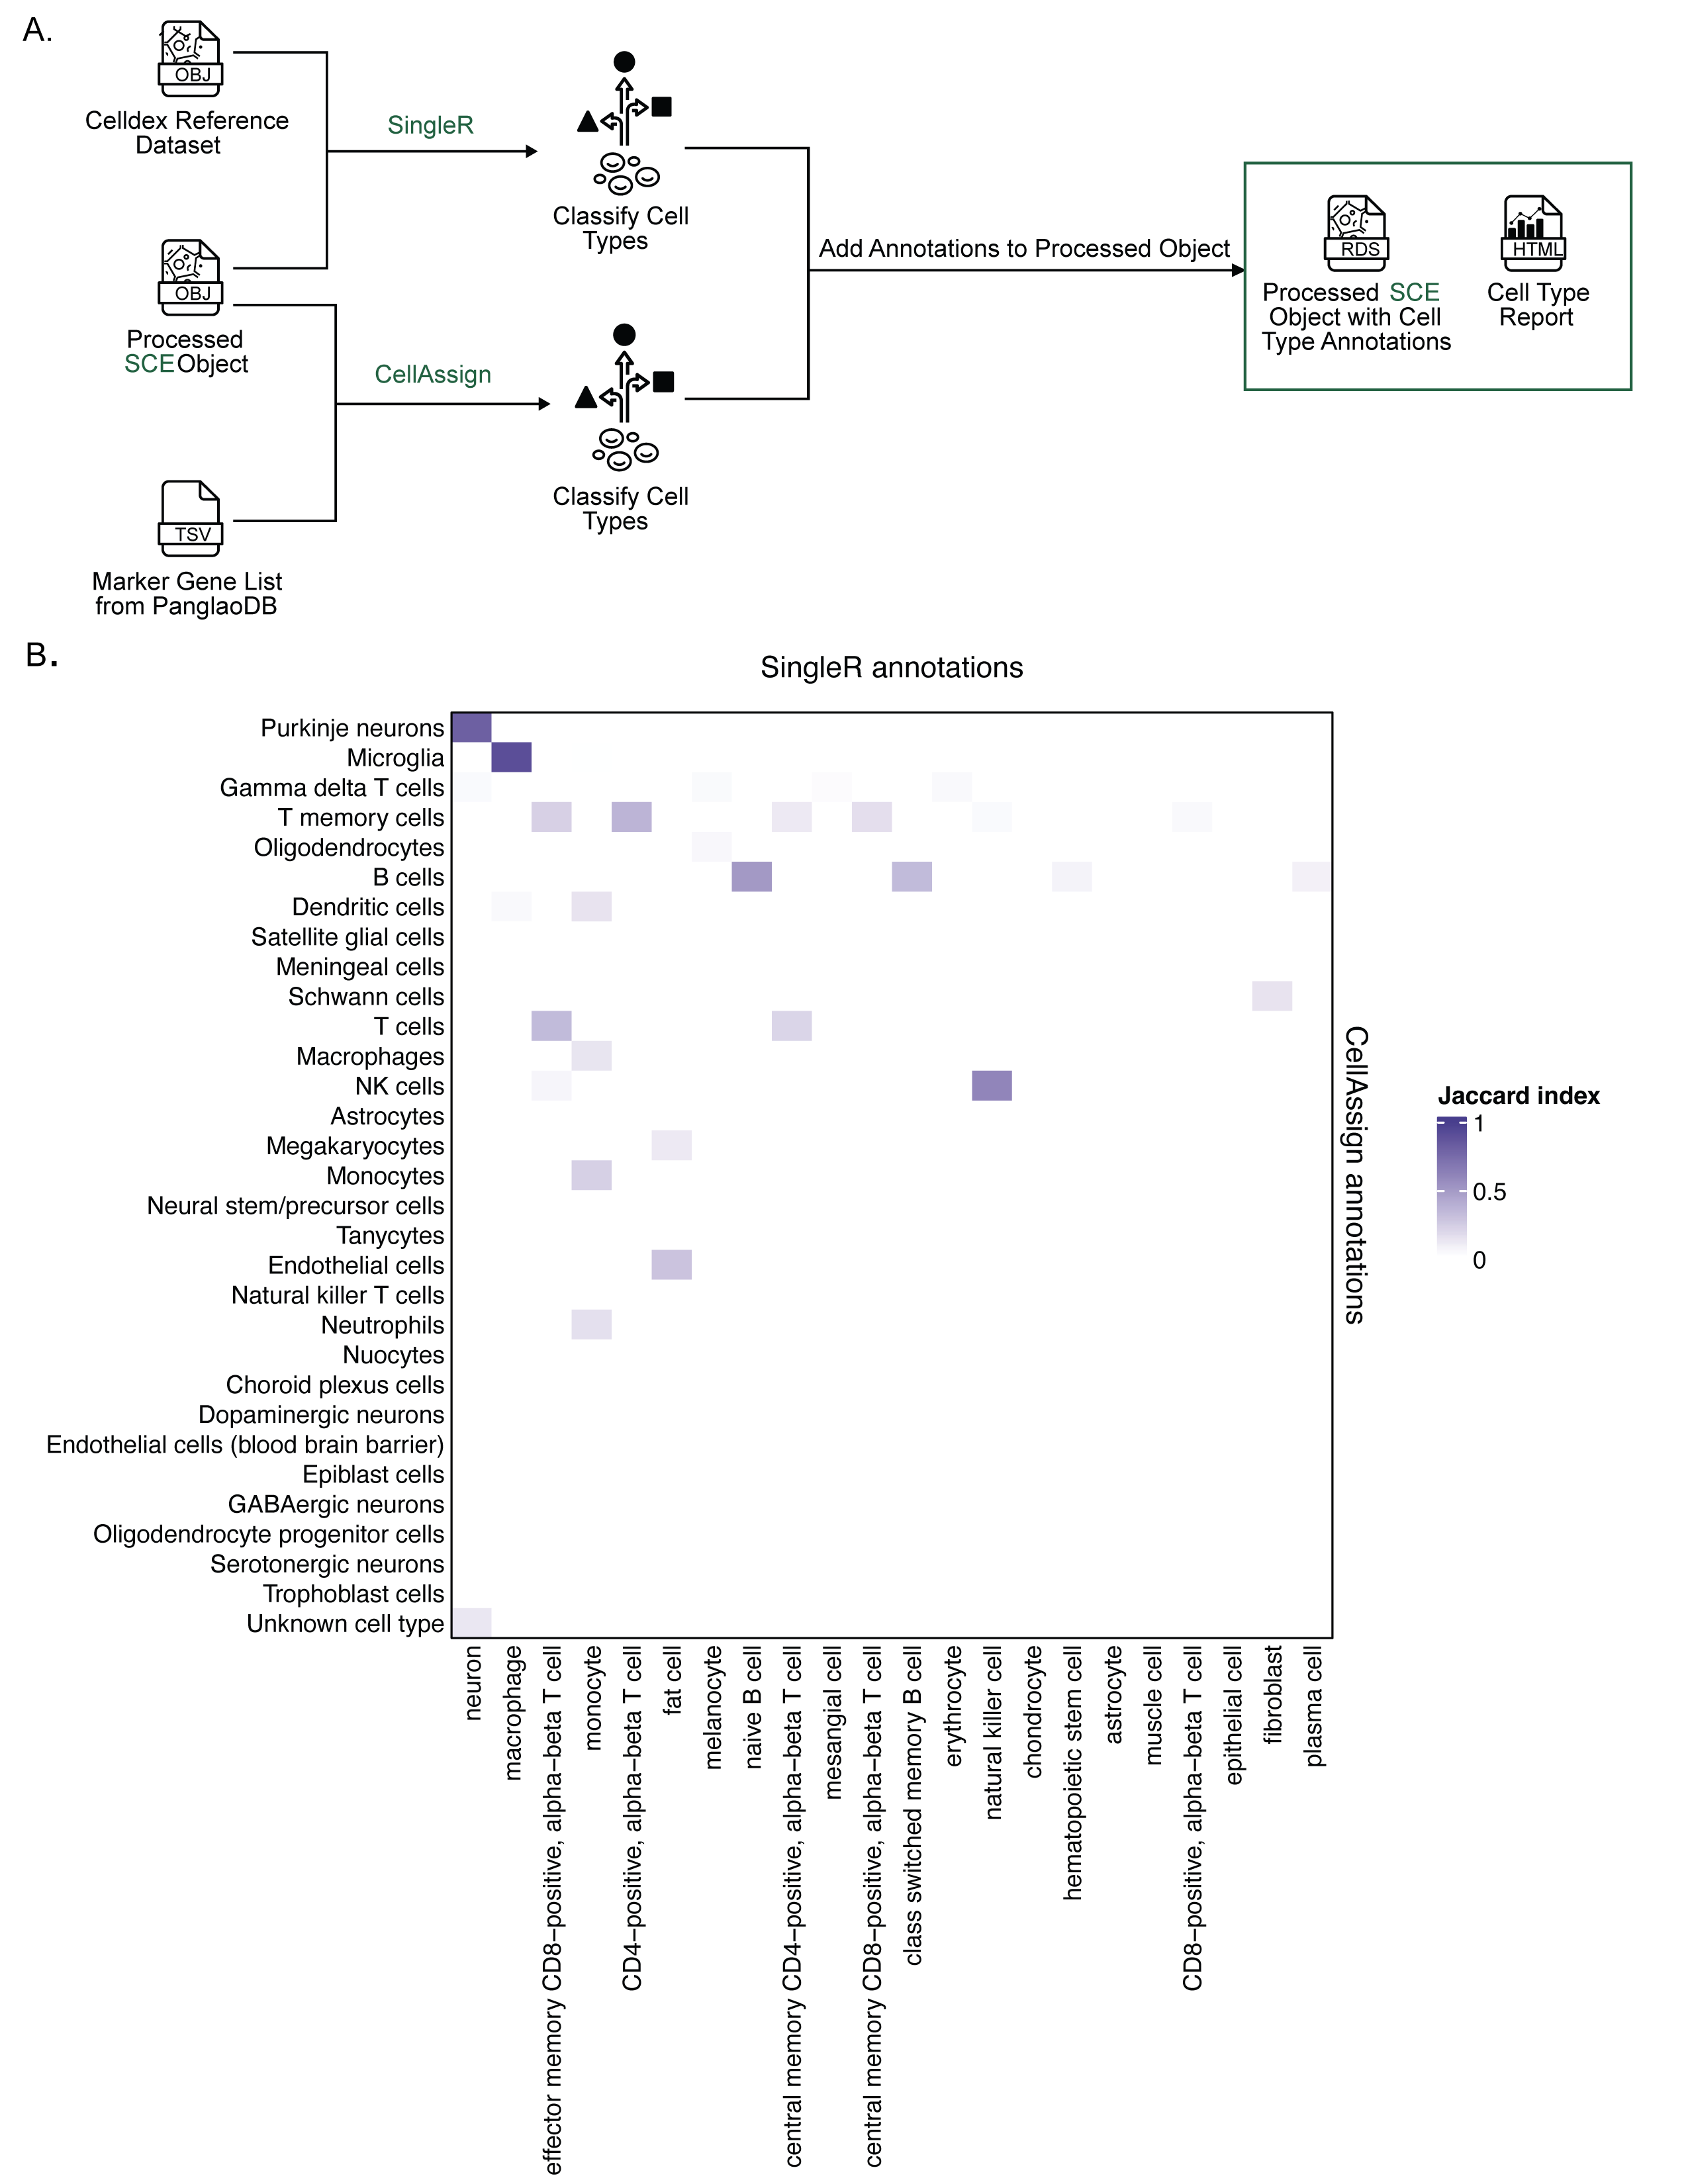 A.
OBJ
Celldex Reference
Dataset
SingleR
Classify Cell
Types
OBJ
Processed
SCE Object
CellAssign
Classify Cell
Types
TSV
Marker Gene List
from PanglaoDB
Add Annotations to Processed Object
RDS
Processed SCE
Object with Cell
Type Annotations
HTML
Cell Type
Report
B.
SingleR annotations
Purkinje neurons
Microglia
Gamma delta T cells
T memory cells
Oligodendrocytes
B cells
Dendritic cells
Satellite glial cells
Meningeal cells
Schwann cells
T cells
Macrophages
NK cells
Astrocytes
Megakaryocytes
Monocytes
Neural stem/precursor cells
Tanycytes
Endothelial cells
Natural killer T cells
Neutrophils
Nuocytes
Choroid plexus cells
Dopaminergic neurons
Endothelial cells (blood brain barrier)
Epiblast cells
GABAergic neurons
Oligodendrocyte progenitor cells
Serotonergic neurons
Trophoblast cells
Unknown cell type
CellAssign annotations
Jaccard index
1
0.5
0
neuron
macrophage
effector memory CD8−positive, alpha−beta T cell
monocyte
CD4−positive, alpha−beta T cell
fat cell
melanocyte
naive B cell
central memory CD4−positive, alpha−beta T cell
mesangial cell
central memory CD8−positive, alpha−beta T cell
class switched memory B cell
erythrocyte
natural killer cell
chondrocyte
hematopoietic stem cell
astrocyte
muscle cell
CD8−positive, alpha−beta T cell
epithelial cell
fibroblast
plasma cell